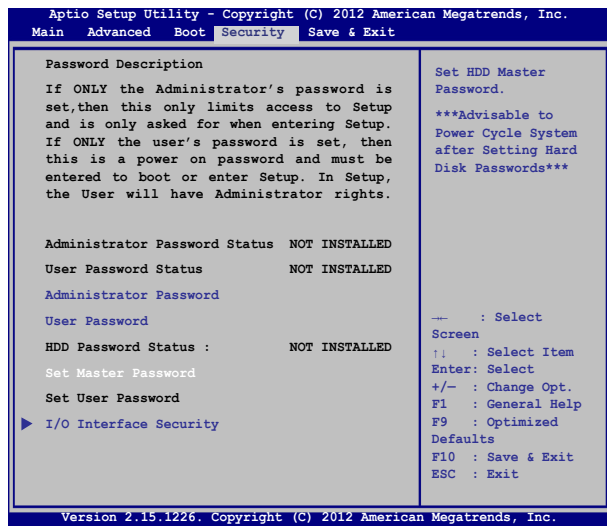 Aptio Setup Utility - Copyright (C) 2012 American Megatrends, Inc.
Main Advanced Boot Security Save & Exit
Password Description
If ONLY the Administrator's password is
set,then this only limits access to Setup
and is only asked for when entering Setup.
If ONLY the user's password is set, then
this is a power on password and must be
entered to boot or enter Setup. In Setup,
the User will have Administrator rights.
Administrator Password Status NOT INSTALLED
User Password Status NOT INSTALLED
Administrator Password
User Password
HDD Password Status : NOT INSTALLED
Set Master Password
Set User Password
I/O Interface Security
Set HDD Master
Password.
***Advisable to
Power Cycle System
after Setting Hard
Disk Passwords***
→← : Select
Screen
↑↓ : Select Item
Enter: Select
+/— : Change Opt.
F1 : General Help
F9 : Optimized
Defaults
F10 : Save & Exit
ESC : Exit
Version 2.15.1226. Copyright (C) 2012 American Megatrends, Inc.